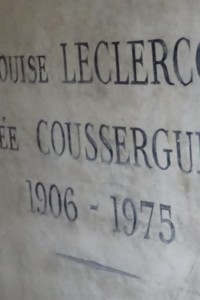 OUISE LECLERC
ÉE COUSSERGU
1906 - 1975